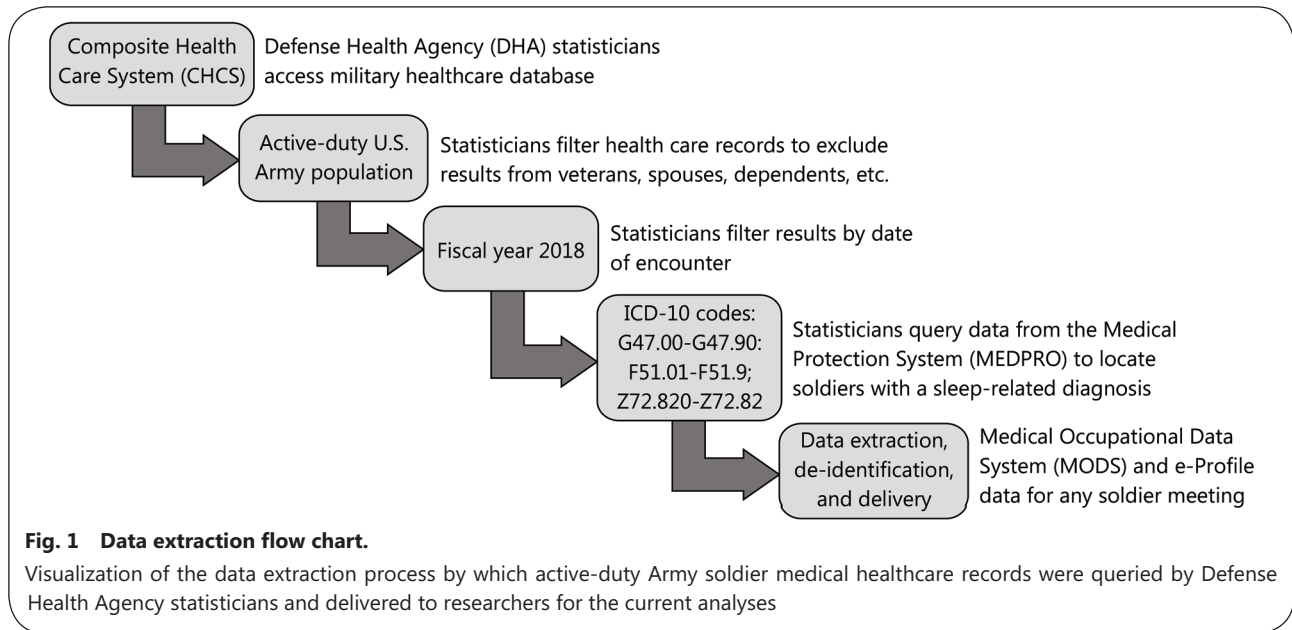 Composite Health
Care System (CHCS)
Defense Health Agency (DHA) statisticians
access military healthcare database
Active-duty U.S.
Army population
Statisticians filter health care records to exclude
results from veterans, spouses, dependents, etc.
Fiscal year 2018
Statisticians filter results by date
of encounter
ICD-10 codes:
G47.00-G47.90:
F51.01-F51.9;
Z72.820-Z72.82
Statisticians query data from the Medical
Protection System (MEDPRO) to locate
soldiers with a sleep-related diagnosis
Data extraction,
de-identification,
and delivery
Medical Occupational Data
System (MODS) and e-Profile
data for any soldier meeting
Fig. 1 Data extraction flow chart.
Visualization of the data extraction process by which active-duty Army soldier medical healthcare records were queried by Defense
Health Agency statisticians and delivered to researchers for the current analyses